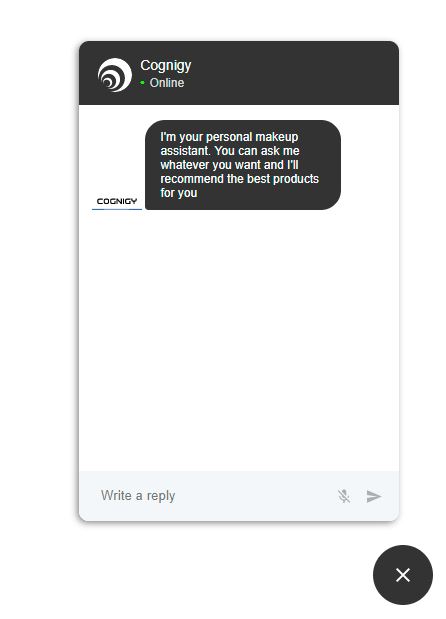 Cognigy
Online
I'm your personal makeup
assistant. You can ask me
whatever you want and I'll
recommend the best products
for you
COGNIGY
Write a reply